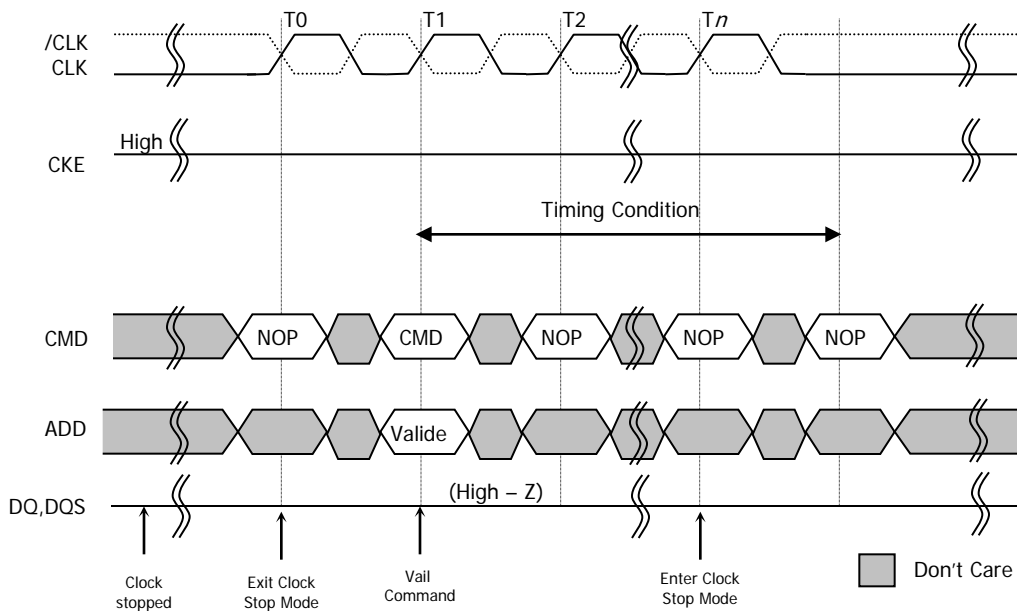 T0 T1 T2 Tn
/CLK
CLK
High
CKE
Timing Condition
CMD NOP CMD NOP NOP NOP
ADD Valide
(High – Z)
DQ,DQS
Clock stopped
Exit Clock Stop Mode
Vail Command
Enter Clock Stop Mode
Don't Care